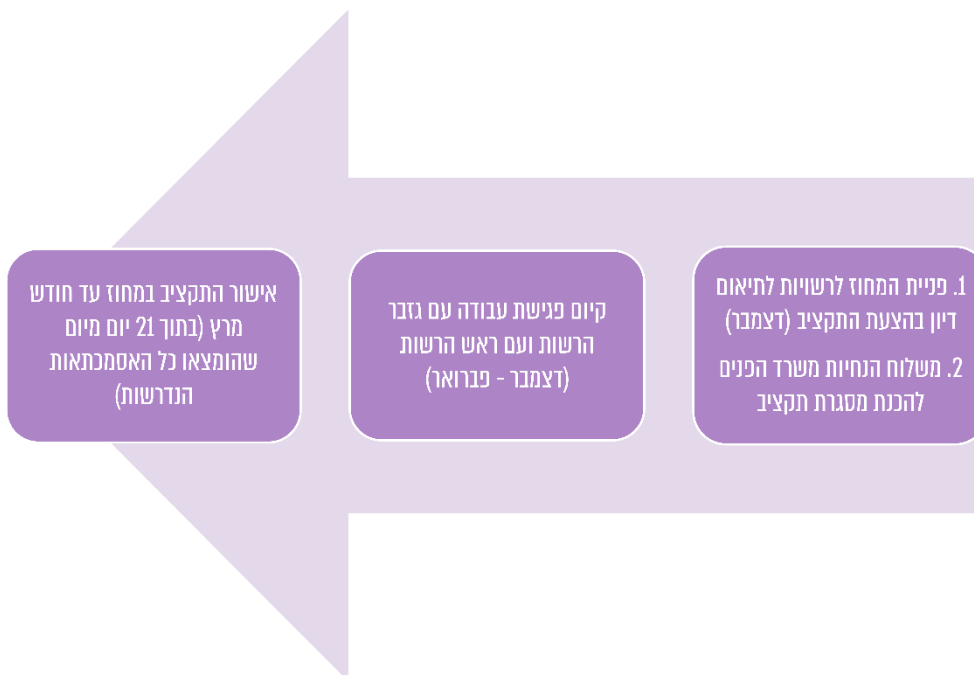 1. פניית המחוז לרשויות לתיאום
דיון בהצעת התקציב (דצמבר)
2. משלוח הנחיות משרד הפנים
להכנת מסגרת תקציב
קיום פגישת עבודה עם גזבר
הרשות ועם ראש הרשות
(דצמבר - פברואר)
אישור התקציב במחוז עד חודש
מרץ (בתוך 21 יום מיום
שהומצאו כל האסמכתאות
הנדרשות)